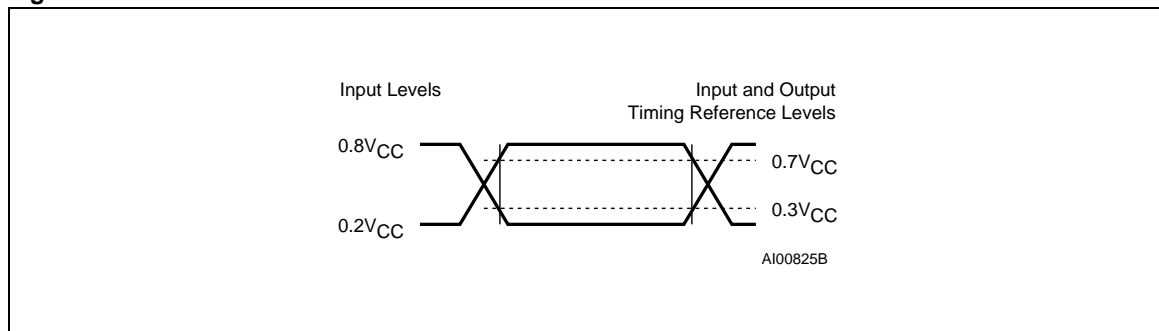 Input Levels
Input and Output
Timing Reference Levels
0.8VCC
0.7VCC
0.3VCC
0.2VCC
AI00825B